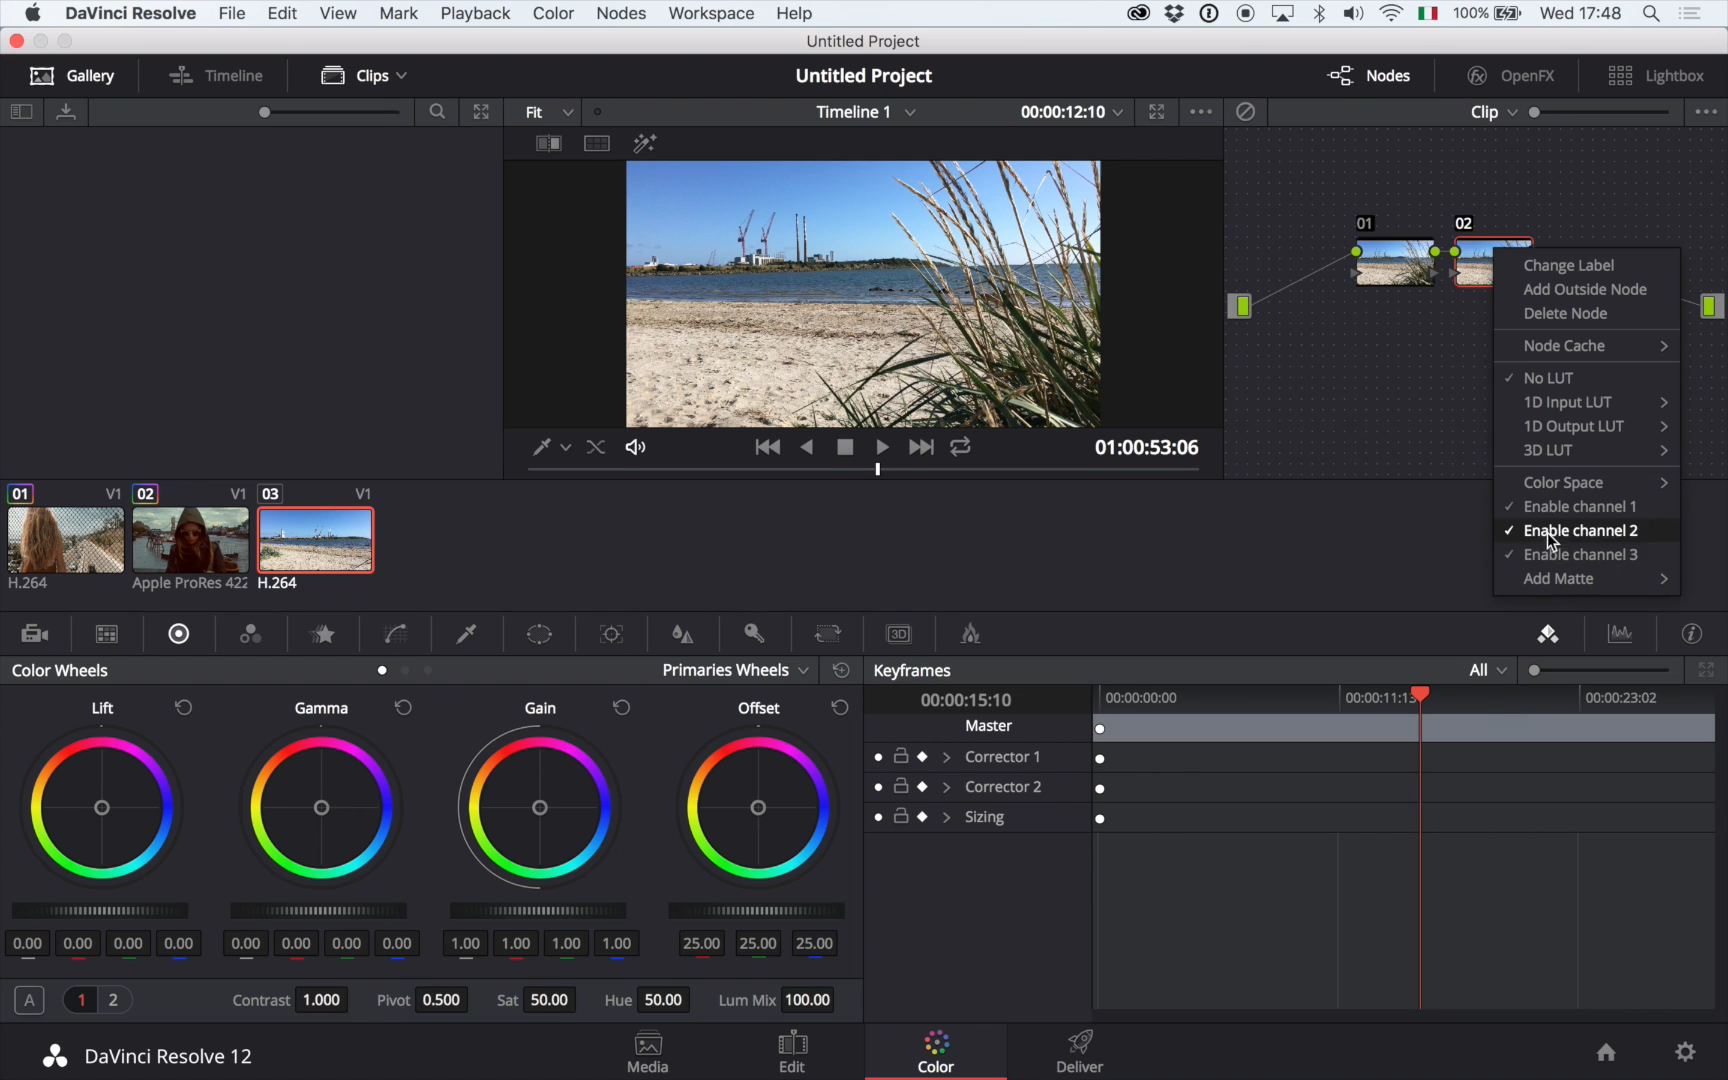 DaVinci Resolve File Edit View Mark Playback Color Nodes Workspace Help 100% Wed 17:48
Untitled Project
Gallery Timeline Clips Untitled Project Nodes OpenFX Lightbox
Fit Timeline 1 00:00:12:10 Clip
01 02
Change Label
Add Outside Node
Delete Node
Node Cache
No LUT
1D Input LUT
1D Output LUT
3D LUT
Color Space
Enable channel 1
Enable channel 2
Enable channel 3
Add Matte
01:00:53:06
01 V1 02 V1 03 V1
H.264 Apple ProRes 422 H.264
3D
Color Wheels Primaries Wheels Keyframes All
Lift Gamma Gain Offset
00:00:15:10 00:00:00:00 00:00:11:13 00:00:23:02
Master
Corrector 1
Corrector 2
Sizing
0.00 0.00 0.00 0.00 0.00 0.00 0.00 0.00 1.00 1.00 1.00 1.00 25.00 25.00 25.00
A 1 2 Contrast 1.000 Pivot 0.500 Sat 50.00 Hue 50.00 Lum Mix 100.00
DaVinci Resolve 12 Media Edit Color Deliver